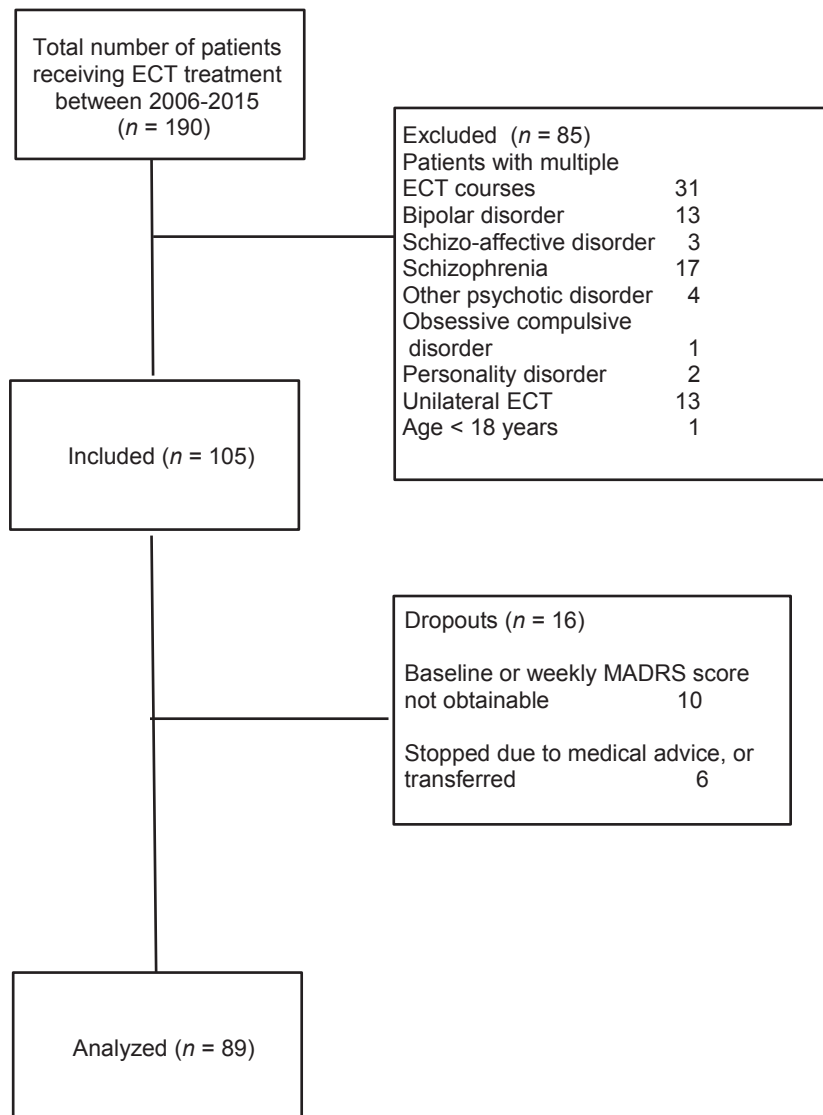 Total number of patients
receiving ECT treatment
between 2006-2015
(n = 190)
Excluded (n = 85)
Patients with multiple
ECT courses 31
Bipolar disorder 13
Schizo-affective disorder 3
Schizophrenia 17
Other psychotic disorder 4
Obsessive compulsive
disorder 1
Personality disorder 2
Unilateral ECT 13
Age < 18 years 1
Included (n = 105)
Dropouts (n = 16)
Baseline or weekly MADRS score
not obtainable 10
Stopped due to medical advice, or
transferred 6
Analyzed (n = 89)